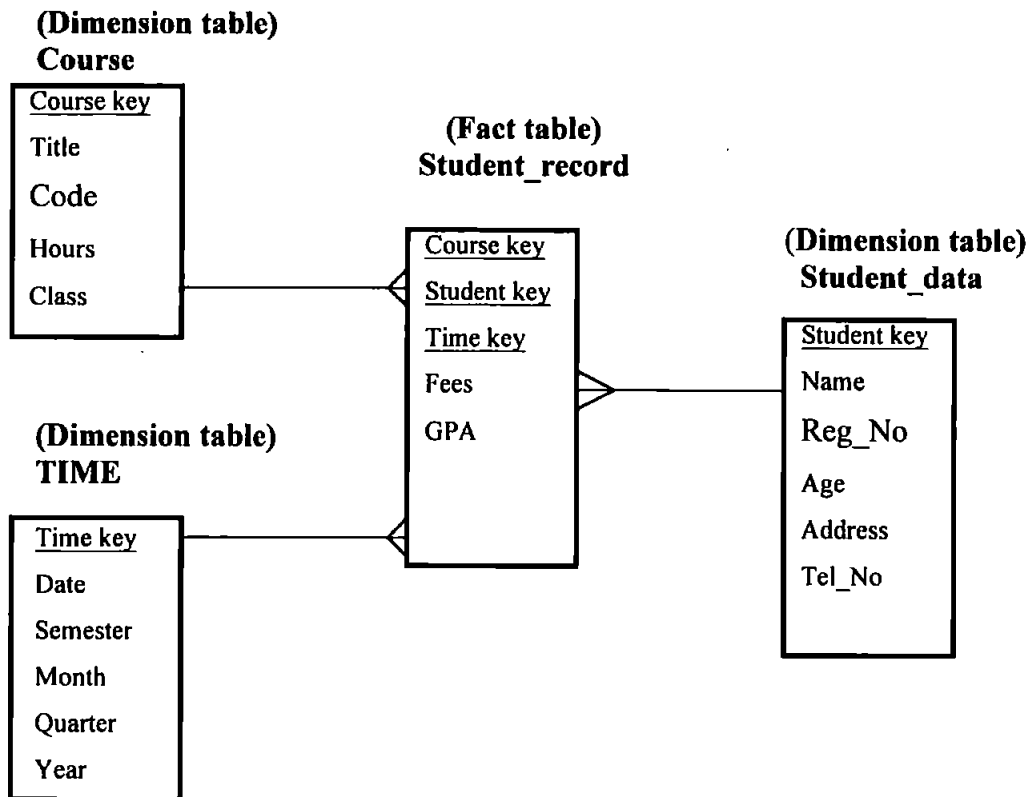 (Dimension table)
Course
Course key
Title
Code
Hours
Class
(Fact table)
Student_record
Course key
Student key
Time key
Fees
GPA
(Dimension table)
Student_data
Student key
Name
Reg_No
Age
Address
Tel_No
(Dimension table)
TIME
Time key
Date
Semester
Month
Quarter
Year